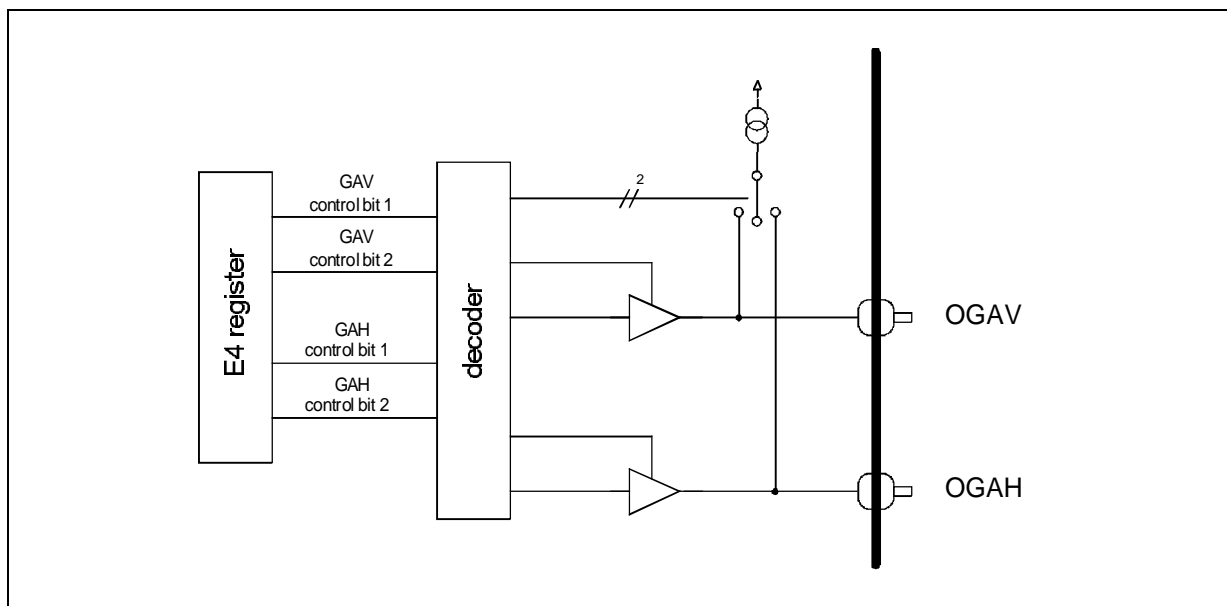 E4 register
GAV
control bit 1
GAV
control bit 2
GAH
control bit 1
GAH
control bit 2
decoder
2
OGAV
OGAH